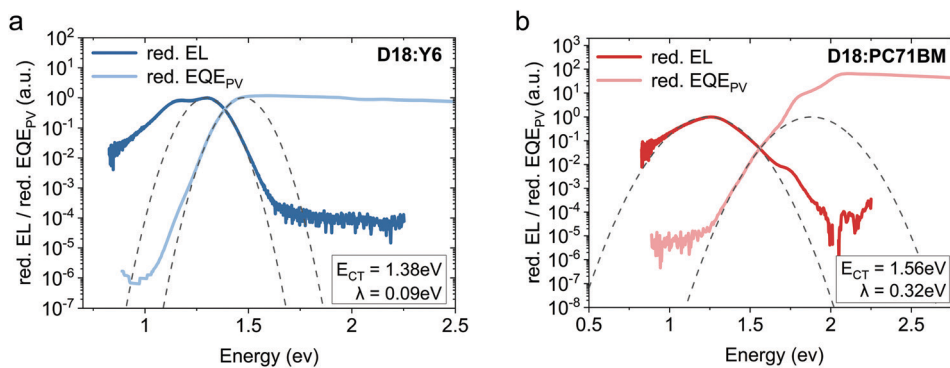 a
red. EL
red. EQE_PV
D18:Y6
red. EL / red. EQE_PV (a.u.)
10^3
10^2
10^1
10^0
10^-1
10^-2
10^-3
10^-4
10^-5
10^-6
10^-7
E_CT = 1.38eV
λ = 0.09eV
1
1.5
2
2.5
Energy (ev)
b
red. EL
red. EQE_PV
D18:PC71BM
red. EL / red. EQE_PV (a.u.)
10^3
10^2
10^1
10^0
10^-1
10^-2
10^-3
10^-4
10^-5
10^-6
10^-7
10^-8
E_CT = 1.56eV
λ = 0.32eV
0.5
1
1.5
2
2.5
Energy (ev)